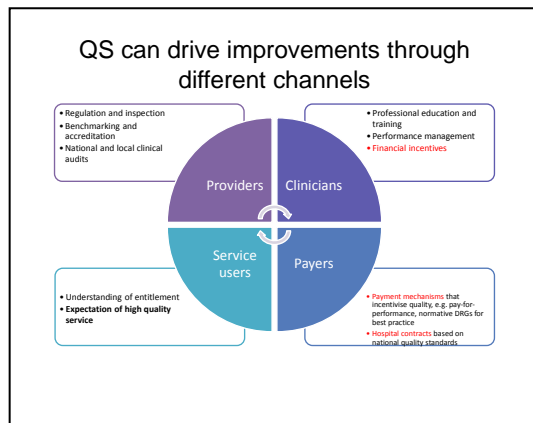 QS can drive improvements through
different channels
• Regulation and inspection
• Benchmarking and
accreditation
• National and local clinical
audits
• Professional education and
training
• Performance management
• Financial incentives
Providers
Clinicians
Service
users
Payers
• Understanding of entitlement
• Expectation of high quality
service
• Payment mechanisms that
incentivise quality, e.g. pay-for-
performance, normative DRGs for
best practice
• Hospital contracts based on
national quality standards